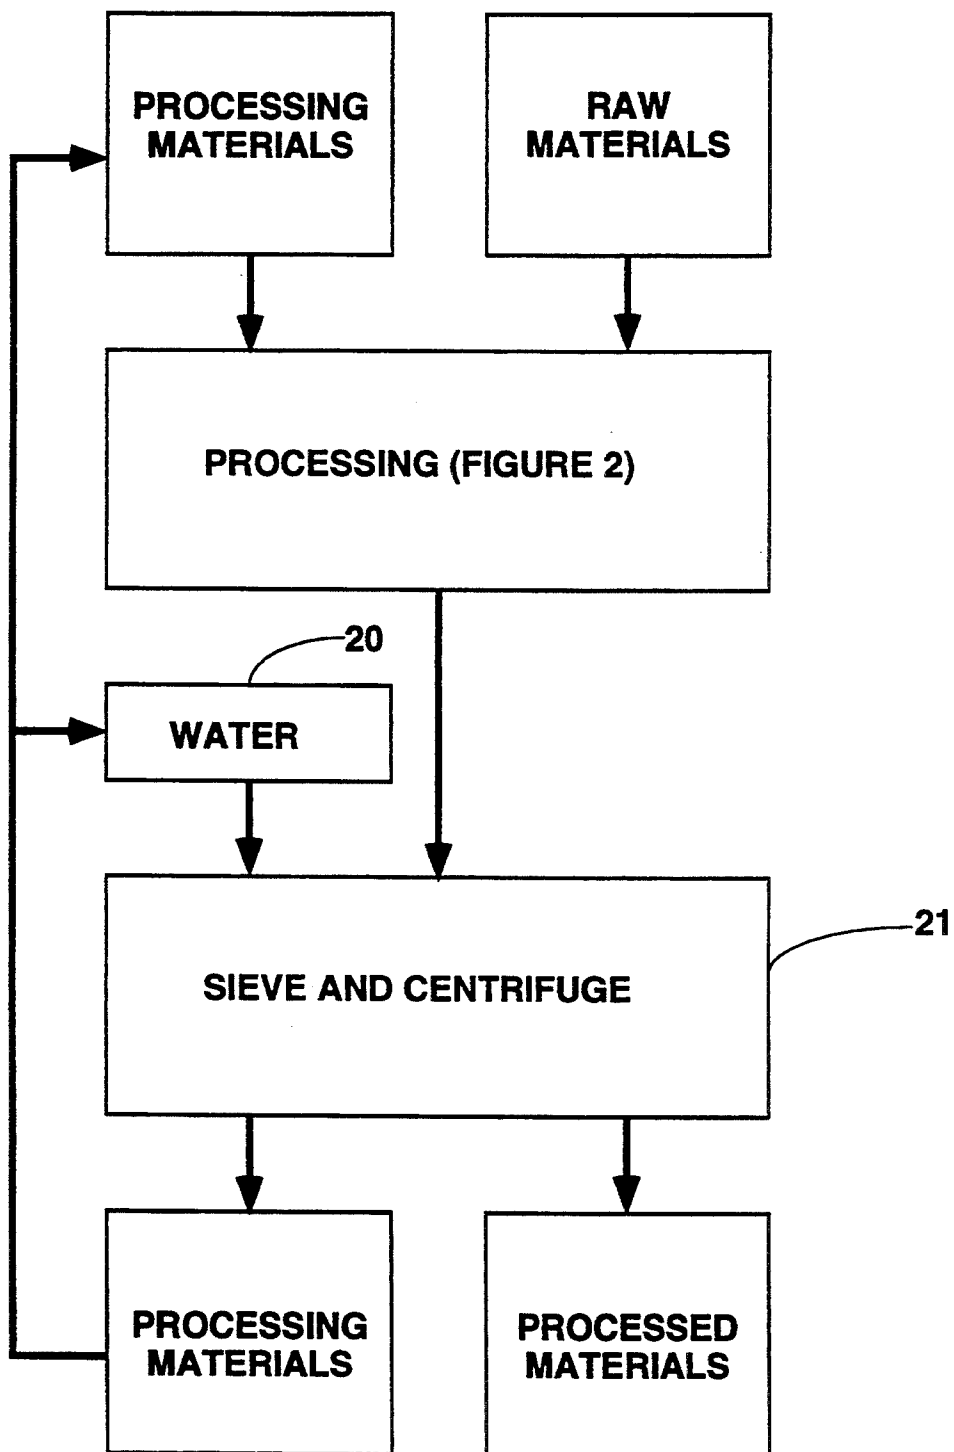 PROCESSING
MATERIALS
RAW
MATERIALS
PROCESSING (FIGURE 2)
20
WATER
21
SIEVE AND CENTRIFUGE
PROCESSING
MATERIALS
PROCESSED
MATERIALS